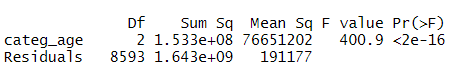 Df Sum Sq Mean Sq F value Pr(>F)
categ_age 2 1.533e+08 76651202 400.9 <2e-16
Residuals 8593 1.643e+09 191177